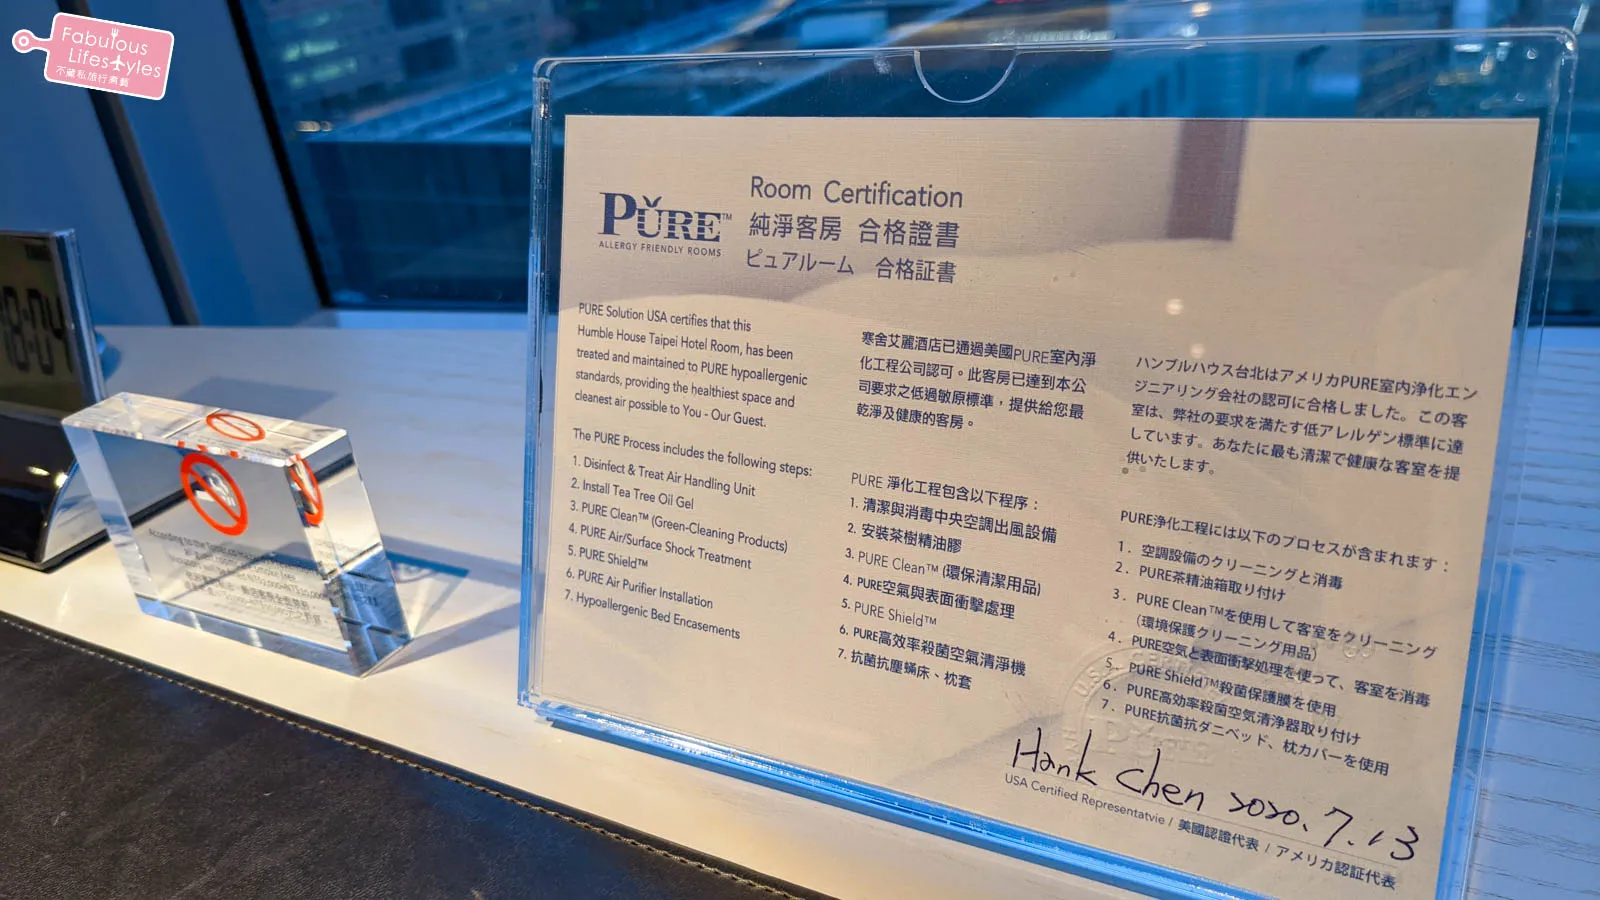 Fabulous
Lifestyles
不藏私旅行煮藝
18:04
PURE™
ALLERGY FRIENDLY ROOMS
Room Certification
純淨客房 合格證書
ピュアルーム 合格証書
PURE Solution USA certifies that this
Humble House Taipei Hotel Room, has been
treated and maintained to PURE hypoallergenic
standards, providing the healthiest space and
cleanest air possible to You - Our Guest.
The PURE Process includes the following steps:
1. Disinfect & Treat Air Handling Unit
2. Install Tea Tree Oil Gel
3. PURE Clean™ (Green-Cleaning Products)
4. PURE Air/Surface Shock Treatment
5. PURE Shield™
6. PURE Air Purifier Installation
7. Hypoallergenic Bed Encasements
寒舍艾麗酒店已通過美國PURE室內淨
化工程公司認可。此客房已達到本公
司要求之低過敏原標準，提供給您最
乾淨及健康的客房。
PURE 淨化工程包含以下程序：
1. 清潔與消毒中央空調出風設備
2. 安裝茶樹精油膠
3. PURE Clean™ (環保清潔用品)
4. PURE空氣與表面衝擊處理
5. PURE Shield™
6. PURE高效率殺菌空氣清淨機
7. 抗菌抗塵蟎床、枕套
ハンブルハウス台北はアメリカPURE室内浄化エン
ジニアリング会社の認可に合格しました。この客
室は、弊社の要求を満たす低アレルゲン標準に達
しています。あなたに最も清潔で健康な客室を提
供いたします。
PURE浄化工程には以下のプロセスが含まれます：
1. 空調設備のクリーニングと消毒
2. PURE茶精油箱取り付け
3. PURE Clean™を使用して客室をクリーニング
（環境保護クリーニング用品）
4. PURE空気と表面衝撃処理を使って、客室を消毒
5. PURE Shield™殺菌保護膜を使用
6. PURE高効率殺菌空気清浄器取り付け
7. PURE抗菌抗ダニベッド、枕カバーを使用
Hank Chen 2020.7.13
USA Certified Representatvie / 美國認證代表 / アメリカ認証代表